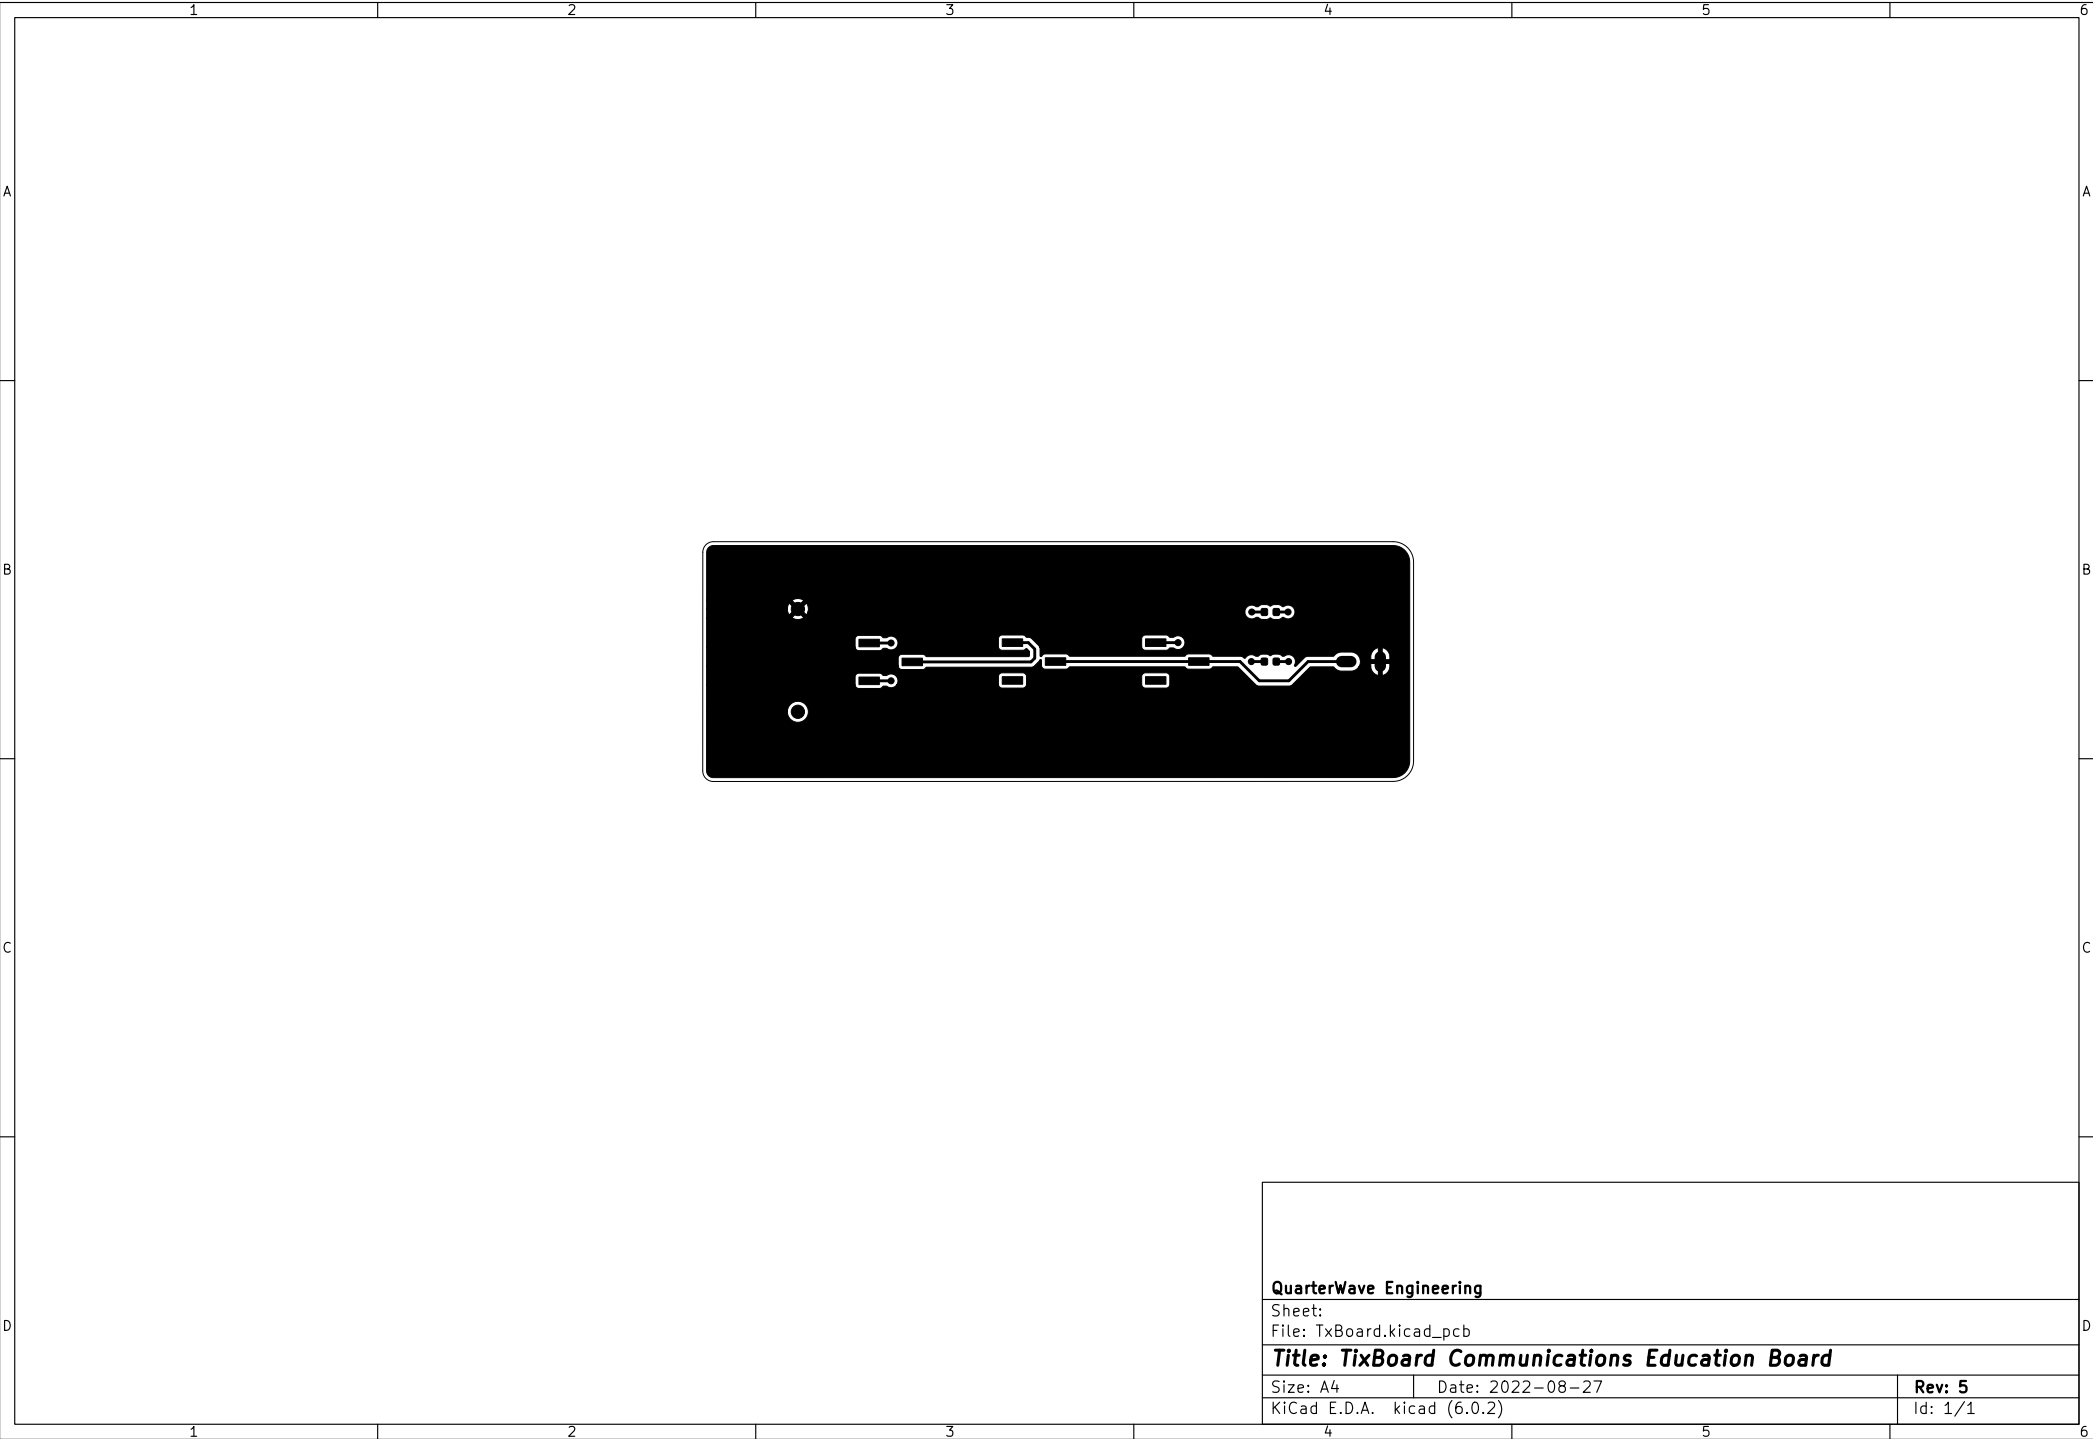 1 2 3 4 5 6
A A
B B
C C
QuarterWave Engineering
Sheet:
File: TxBoard.kicad_pcb
D D
Title: TixBoard Communications Education Board
Size: A4 Date: 2022-08-27 Rev: 5
KiCad E.D.A. kicad (6.0.2) Id: 1/1
1 2 3 4 5 6